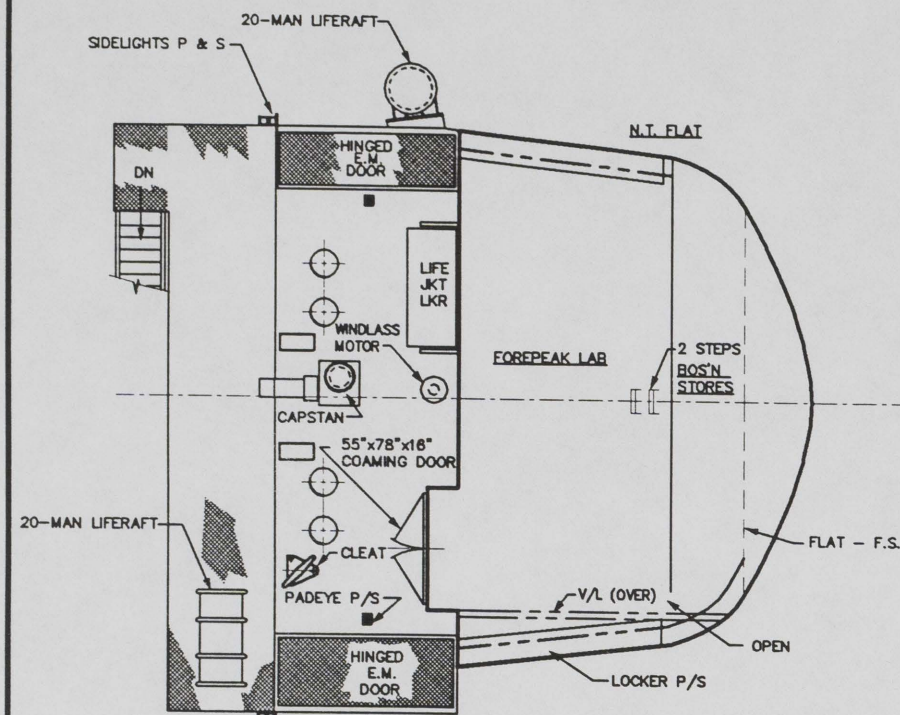 20-MAN LIFERAFT
SIDELIGHTS P & S
N.T. FLAT
HINGED
E.M.
DOOR
DN
LIFE
JKT
LKR
WINDLASS
MOTOR
FOREPEAK LAB
2 STEPS
BOS'N
STORES
CAPSTAN
55"x78"x16"
COAMING DOOR
20-MAN LIFERAFT
CLEAT
FLAT - F.S.
PADEYE P/S
V/L (OVER)
OPEN
HINGED
E.M.
DOOR
LOCKER P/S